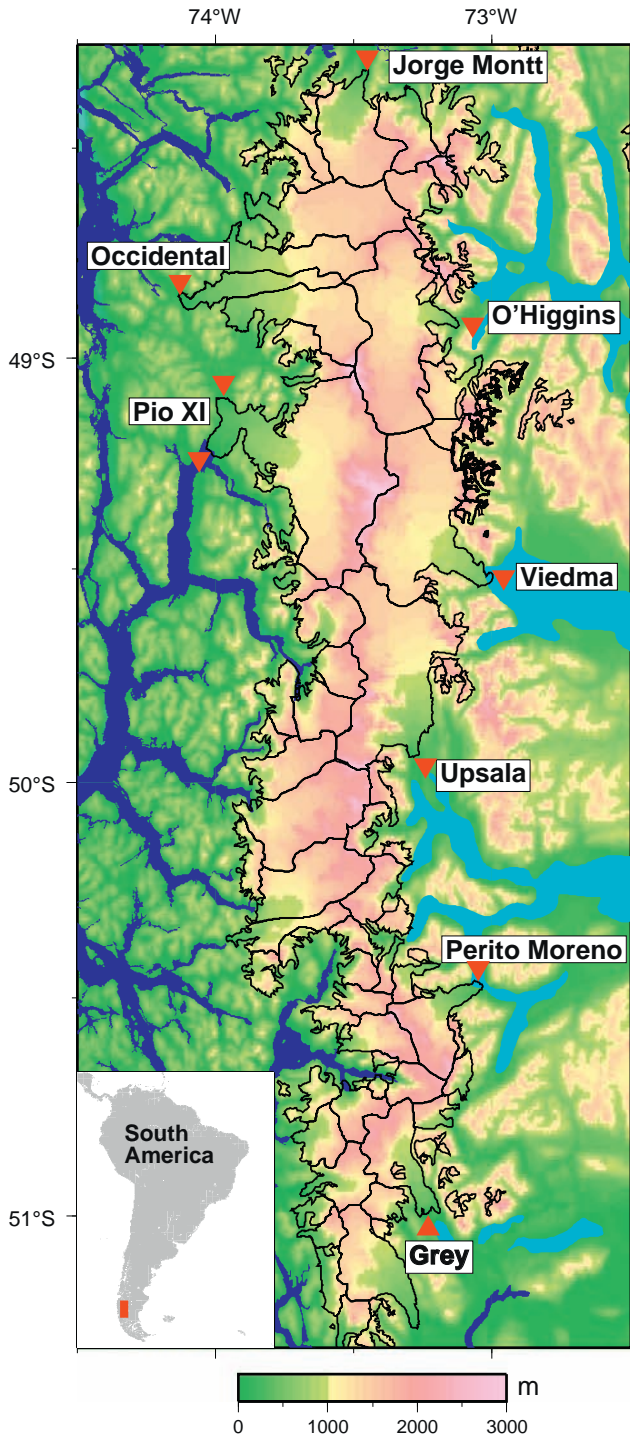 74°W 73°W
Jorge Montt
Occidental
O'Higgins
49°S
Pio XI
Viedma
50°S
Upsala
Perito Moreno
South
America
51°S
Grey
m
0 1000 2000 3000